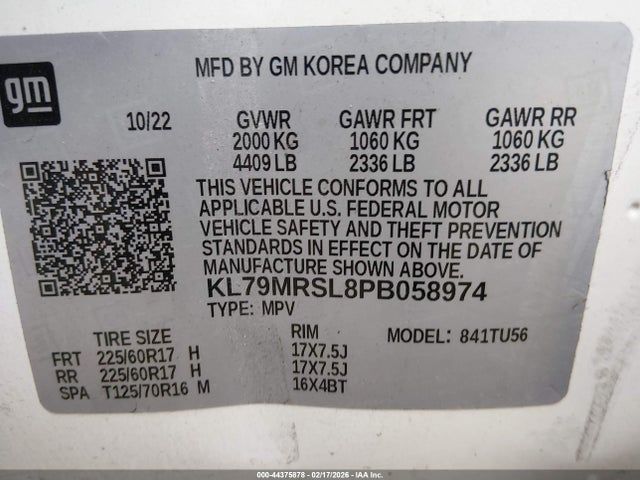 gm
MFD BY GM KOREA COMPANY
10/22 GVWR GAWR FRT GAWR RR
2000 KG 1060 KG 1060 KG
4409 LB 2336 LB 2336 LB
THIS VEHICLE CONFORMS TO ALL
APPLICABLE U.S. FEDERAL MOTOR
VEHICLE SAFETY AND THEFT PREVENTION
STANDARDS IN EFFECT ON THE DATE OF
MANUFACTURE SHOWN ABOVE.
KL79MRSL8PB058974
TYPE: MPV
TIRE SIZE RIM MODEL: 841TU56
FRT 225/60R17 H 17X7.5J
RR 225/60R17 H 17X7.5J
SPA T125/70R16 M 16X4BT
000-44375878 - 02/17/2026 - IAAI.COM